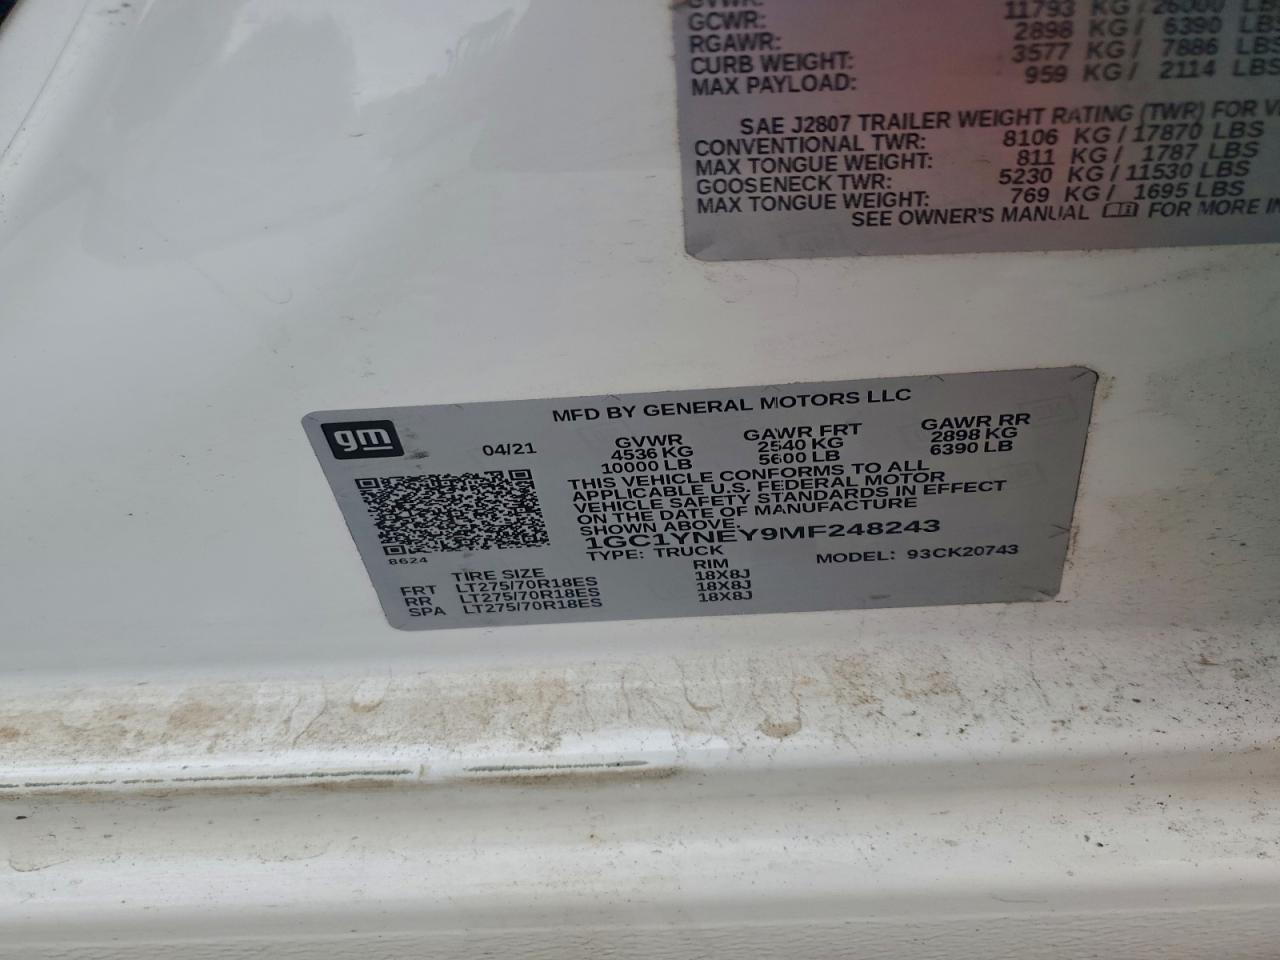 GVWR:
GCWR: 11793 KG / 26000 LBS
RGAWR: 2898 KG / 6390 LBS
CURB WEIGHT: 3577 KG / 7886 LBS
MAX PAYLOAD: 959 KG / 2114 LBS
SAE J2807 TRAILER WEIGHT RATING (TWR) FOR
CONVENTIONAL TWR: 8106 KG / 17870 LBS
MAX TONGUE WEIGHT: 811 KG / 1787 LBS
GOOSENECK TWR: 5230 KG / 11530 LBS
MAX TONGUE WEIGHT: 769 KG / 1695 LBS
SEE OWNER'S MANUAL FOR MORE
MFD BY GENERAL MOTORS LLC
gm
04/21
GVWR GAWR FRT GAWR RR
4536 KG 2540 KG 2898 KG
10000 LB 5600 LB 6390 LB
THIS VEHICLE CONFORMS TO ALL
APPLICABLE U.S. FEDERAL MOTOR
VEHICLE SAFETY STANDARDS IN EFFECT
ON THE DATE OF MANUFACTURE
SHOWN ABOVE.
1GC1YNEY9MF248243
8624
TYPE: TRUCK MODEL: 93CK20743
TIRE SIZE RIM
FRT LT275/70R18ES 18X8J
RR LT275/70R18ES 18X8J
SPA LT275/70R18ES 18X8J